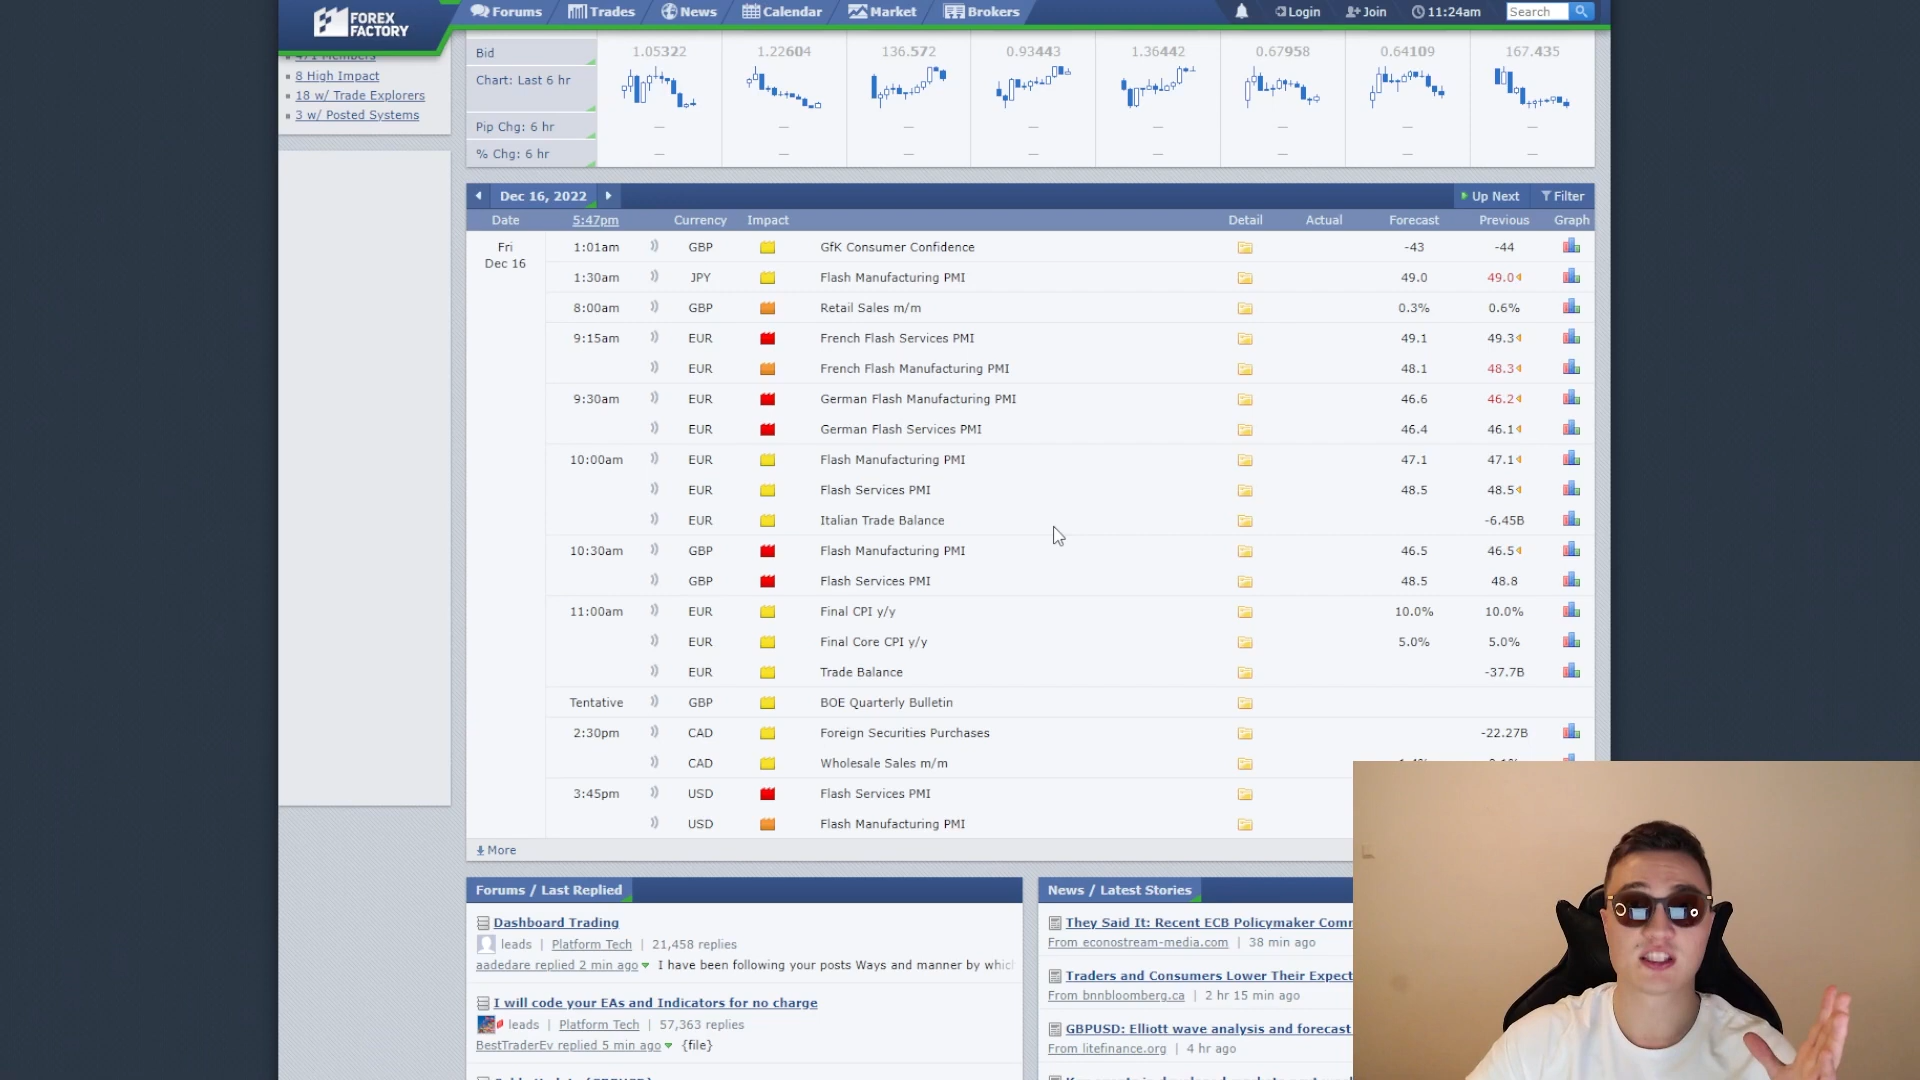 FOREX FACTORY
Forums Trades News Calendar Market Brokers Login Join 11:24am Search
471 Members
8 High Impact
18 w/ Trade Explorers
3 w/ Posted Systems
Bid 1.05322 1.22604 136.572 0.93443 1.36442 0.67958 0.64109 167.435
Chart: Last 6 hr
Pip Chg: 6 hr — — — — — — — —
% Chg: 6 hr — — — — — — — —
Dec 16, 2022 Up Next Filter
Date 5:47pm Currency Impact Detail Actual Forecast Previous Graph
Fri Dec 16 1:01am GBP GfK Consumer Confidence -43 -44
1:30am JPY Flash Manufacturing PMI 49.0 49.0
8:00am GBP Retail Sales m/m 0.3% 0.6%
9:15am EUR French Flash Services PMI 49.1 49.3
EUR French Flash Manufacturing PMI 48.1 48.3
9:30am EUR German Flash Manufacturing PMI 46.6 46.2
EUR German Flash Services PMI 46.4 46.1
10:00am EUR Flash Manufacturing PMI 47.1 47.1
EUR Flash Services PMI 48.5 48.5
EUR Italian Trade Balance -6.45B
10:30am GBP Flash Manufacturing PMI 46.5 46.5
GBP Flash Services PMI 48.5 48.8
11:00am EUR Final CPI y/y 10.0% 10.0%
EUR Final Core CPI y/y 5.0% 5.0%
EUR Trade Balance -37.7B
Tentative GBP BOE Quarterly Bulletin
2:30pm CAD Foreign Securities Purchases -22.27B
CAD Wholesale Sales m/m
3:45pm USD Flash Services PMI
USD Flash Manufacturing PMI
More
Forums / Last Replied
Dashboard Trading
leads | Platform Tech | 21,458 replies
aadedare replied 2 min ago I have been following your posts Ways and manner by which
I will code your EAs and Indicators for no charge
leads | Platform Tech | 57,363 replies
BestTraderEv replied 5 min ago {file}
News / Latest Stories
They Said It: Recent ECB Policymaker Comm
From econostream-media.com | 38 min ago
Traders and Consumers Lower Their Expect
From bnnbloomberg.ca | 2 hr 15 min ago
GBPUSD: Elliott wave analysis and forecast
From litefinance.org | 4 hr ago